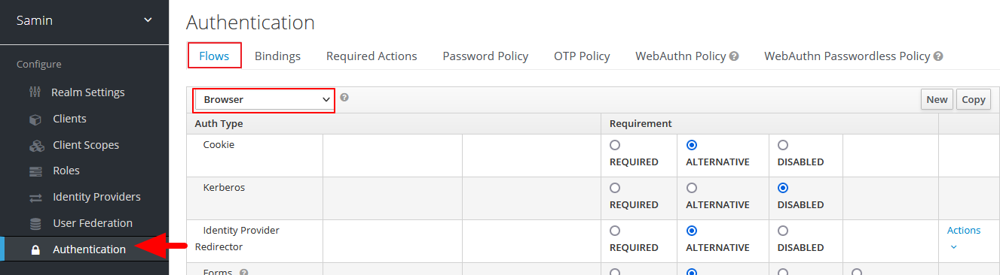 Samin
Configure
Realm Settings
Clients
Client Scopes
Roles
Identity Providers
User Federation
Authentication
Authentication
Flows Bindings Required Actions Password Policy OTP Policy WebAuthn Policy ? WebAuthn Passwordless Policy ?
Browser ? New Copy
Auth Type Requirement
Cookie
REQUIRED ALTERNATIVE DISABLED
Kerberos
REQUIRED ALTERNATIVE DISABLED
Identity Provider Actions
Redirector REQUIRED ALTERNATIVE DISABLED
Forms ?